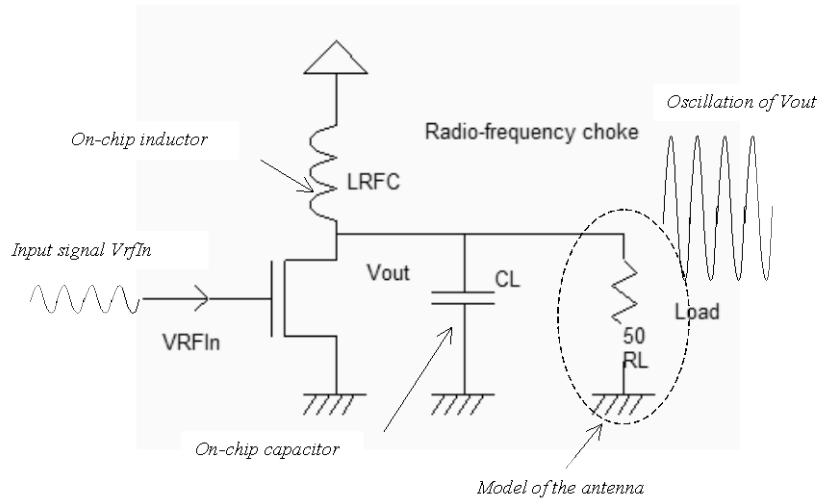 Oscillation of Vout
Radio-frequency choke
On-chip inductor
LRFC
Input signal VrfIn
Vout
CL
VRFIn
Load
50
RL
On-chip capacitor
Model of the antenna